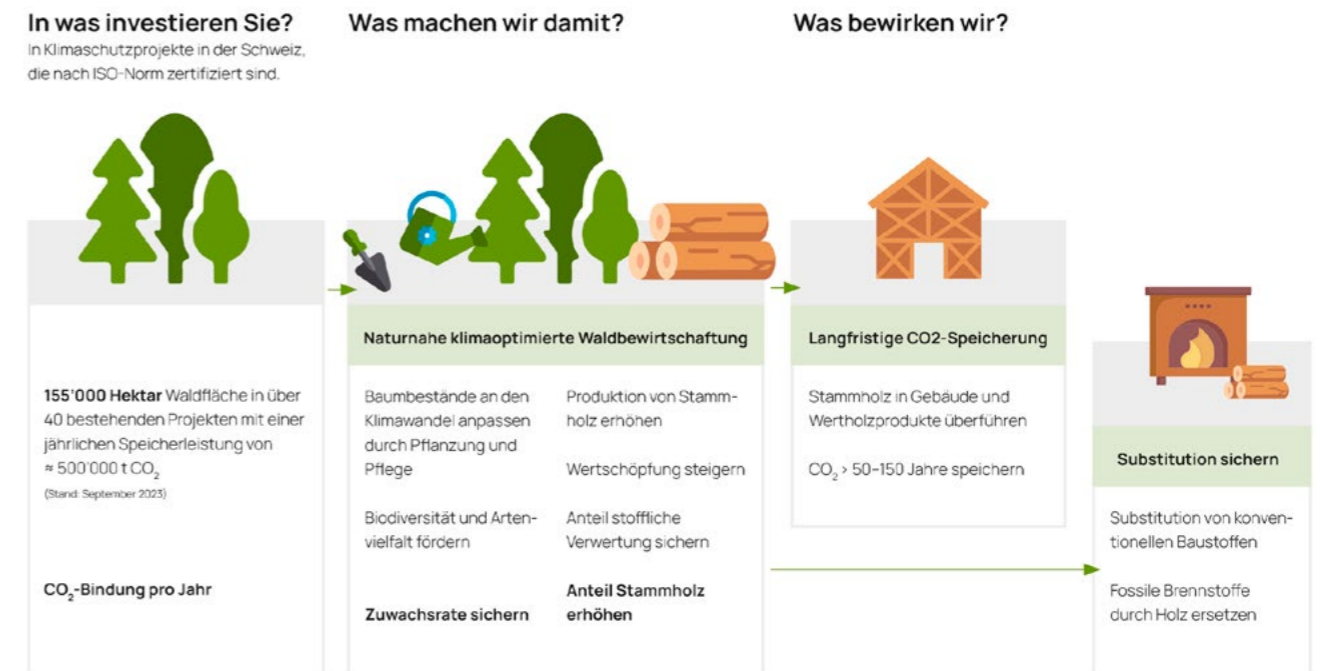 In was investieren Sie?
In Klimaschutzprojekte in der Schweiz,
die nach ISO-Norm zertifiziert sind.
Was machen wir damit?
Was bewirken wir?
155'000 Hektar Waldfläche in über
40 bestehenden Projekten mit einer
jährlichen Speicherleistung von
≈ 500'000 t CO₂
(Stand: September 2023)
CO₂-Bindung pro Jahr
Naturnahe klimaoptimierte Waldbewirtschaftung
Baumbestände an den
Klimawandel anpassen
durch Pflanzung und
Pflege
Biodiversität und Arten-
vielfalt fördern
Zuwachsrate sichern
Produktion von Stamm-
holz erhöhen
Wertschöpfung steigern
Anteil stoffliche
Verwertung sichern
Anteil Stammholz
erhöhen
Langfristige CO2-Speicherung
Stammholz in Gebäude und
Wertholzprodukte überführen
CO₂ > 50–150 Jahre speichern
Substitution sichern
Substitution von konven-
tionellen Baustoffen
Fossile Brennstoffe
durch Holz ersetzen